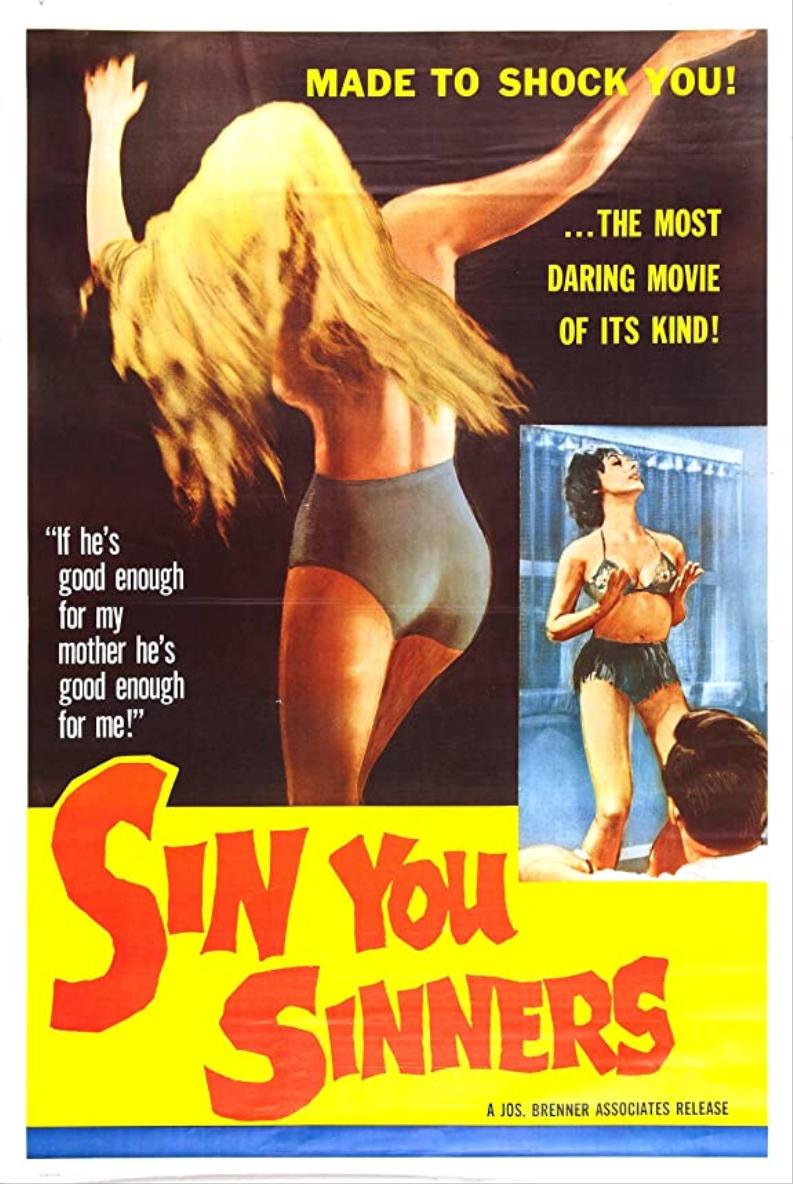 MADE TO SHOCK YOU!
...THE MOST
DARING MOVIE
OF ITS KIND!
“If he’s
good enough
for my
mother he’s
good enough
for me!”
SIN YOU
SINNERS
A JOS. BRENNER ASSOCIATES RELEASE